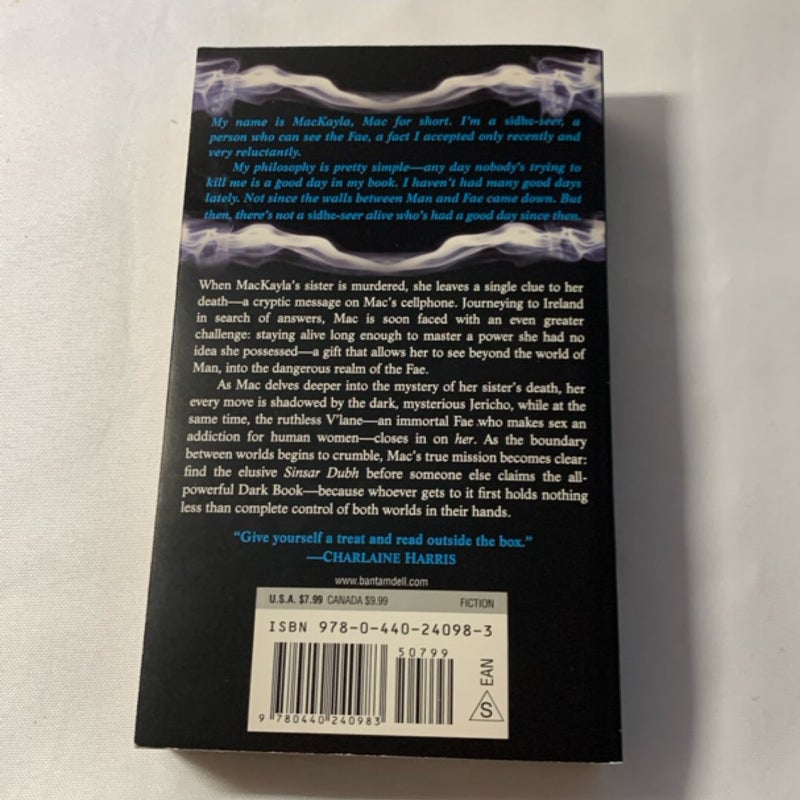 My name is MacKayla, Mac for short. I'm a sidhe-seer, a
person who can see the Fae, a fact I accepted only recently and
very reluctantly.
My philosophy is pretty simple—any day nobody's trying to
kill me is a good day in my book. I haven't had many good days
lately. Not since the walls between Man and Fae came down. But
then, there's not a sidhe-seer alive who's had a good day since then.
When MacKayla's sister is murdered, she leaves a single clue to her
death—a cryptic message on Mac's cellphone. Journeying to Ireland
in search of answers, Mac is soon faced with an even greater
challenge: staying alive long enough to master a power she had no
idea she possessed—a gift that allows her to see beyond the world of
Man, into the dangerous realm of the Fae.
As Mac delves deeper into the mystery of her sister's death, her
every move is shadowed by the dark, mysterious Jericho, while at the
same time, the ruthless V'lane—an immortal Fae who makes sex an
addiction for human women—closes in on her. As the boundary
between worlds begins to crumble, Mac's true mission becomes clear:
find the elusive Sinsar Dubh before someone else claims the all-
powerful Dark Book—because whoever gets to it first holds nothing
less than complete control of both worlds in their hands.
"Give yourself a treat and read outside the box."
—CHARLAINE HARRIS
www.bantamdell.com
U.S.A. $7.99 CANADA $9.99 FICTION
ISBN 978-0-440-24098-3
50799
EAN
S
9 780440 240983